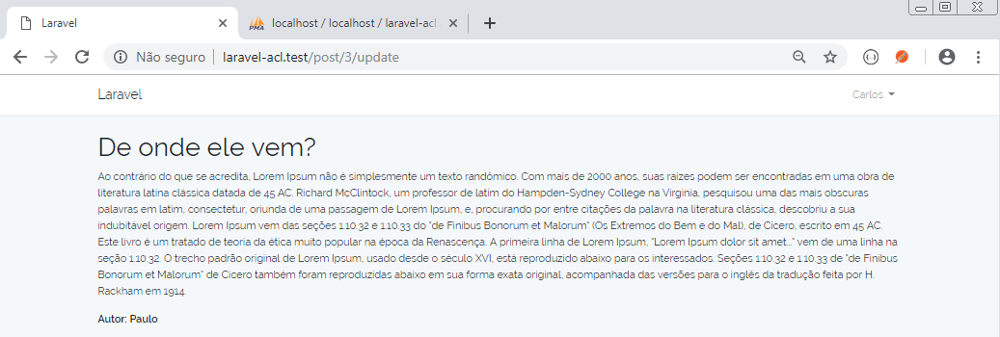 Laravel
PMA
localhost / localhost / laravel-acl
Não seguro
laravel-acl.test/post/3/update
Laravel
Carlos
De onde ele vem?
Ao contrário do que se acredita, Lorem Ipsum não é simplesmente um texto randômico. Com mais de 2000 anos, suas raízes podem ser encontradas em uma obra de
literatura latina clássica datada de 45 AC. Richard McClintock, um professor de latim do Hampden-Sydney College na Virginia, pesquisou uma das mais obscuras
palavras em latim, consectetur, oriunda de uma passagem de Lorem Ipsum, e, procurando por entre citações da palavra na literatura clássica, descobriu a sua
indubitável origem. Lorem Ipsum vem das seções 1.10.32 e 1.10.33 do "de Finibus Bonorum et Malorum" (Os Extremos do Bem e do Mal), de Cícero, escrito em 45 AC.
Este livro é um tratado de teoria da ética muito popular na época da Renascença. A primeira linha de Lorem Ipsum, "Lorem Ipsum dolor sit amet..." vem de uma linha na
seção 1.10.32. O trecho padrão original de Lorem Ipsum, usado desde o século XVI, está reproduzido abaixo para os interessados. Seções 1.10.32 e 1.10.33 de "de Finibus
Bonorum et Malorum" de Cicero também foram reproduzidas abaixo em sua forma exata original, acompanhada das versões para o inglês da tradução feita por H.
Rackham em 1914.
Autor: Paulo